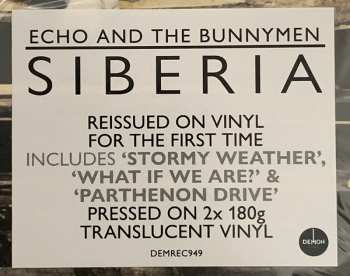 ECHO AND THE BUNNYMEN
SIBERIA
REISSUED ON VINYL
FOR THE FIRST TIME
INCLUDES ‘STORMY WEATHER’,
‘WHAT IF WE ARE?’ &
‘PARTHENON DRIVE’
PRESSED ON 2x 180g
TRANSLUCENT VINYL
DEMREC949
DEMON